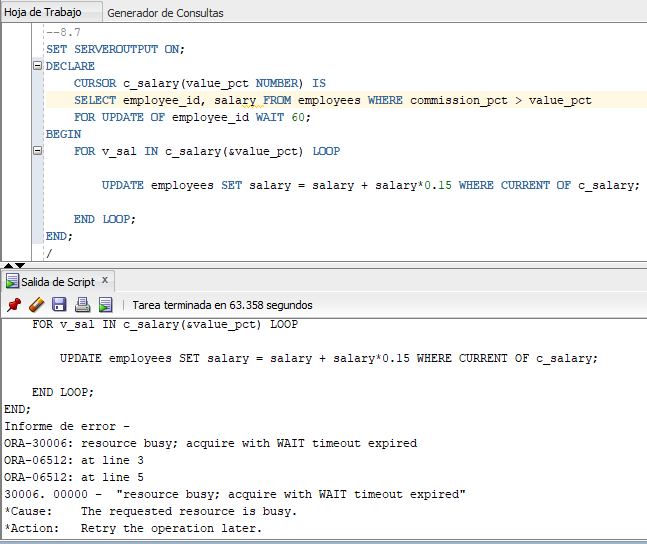 Hoja de Trabajo Generador de Consultas
--8.7
SET SERVEROUTPUT ON;
DECLARE
CURSOR c_salary(value_pct NUMBER) IS
SELECT employee_id, salary FROM employees WHERE commission_pct > value_pct
FOR UPDATE OF employee_id WAIT 60;
BEGIN
FOR v_sal IN c_salary(&value_pct) LOOP
UPDATE employees SET salary = salary + salary*0.15 WHERE CURRENT OF c_salary;
END LOOP;
END;
/
Salida de Script x
Tarea terminada en 63.358 segundos
FOR v_sal IN c_salary(&value_pct) LOOP
UPDATE employees SET salary = salary + salary*0.15 WHERE CURRENT OF c_salary;
END LOOP;
END;
Informe de error -
ORA-30006: resource busy; acquire with WAIT timeout expired
ORA-06512: at line 3
ORA-06512: at line 5
30006. 00000 -  "resource busy; acquire with WAIT timeout expired"
*Cause:    The requested resource is busy.
*Action:   Retry the operation later.